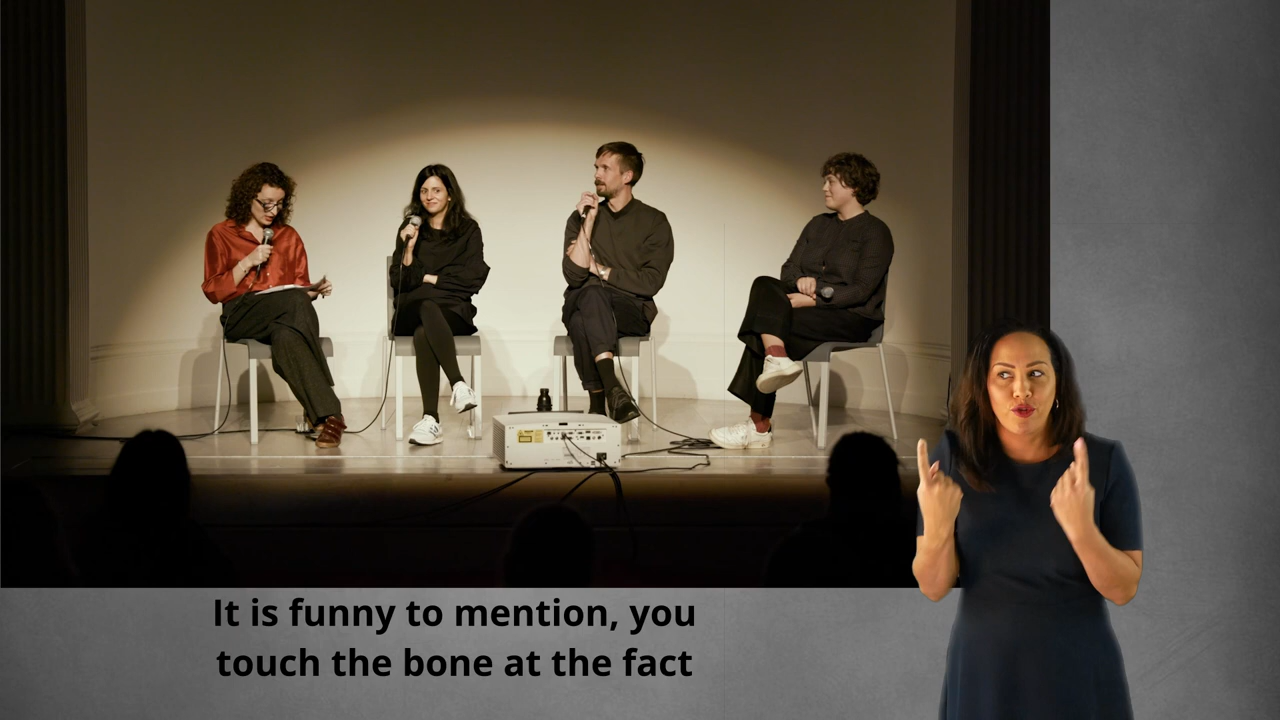 It is funny to mention, you
touch the bone at the fact